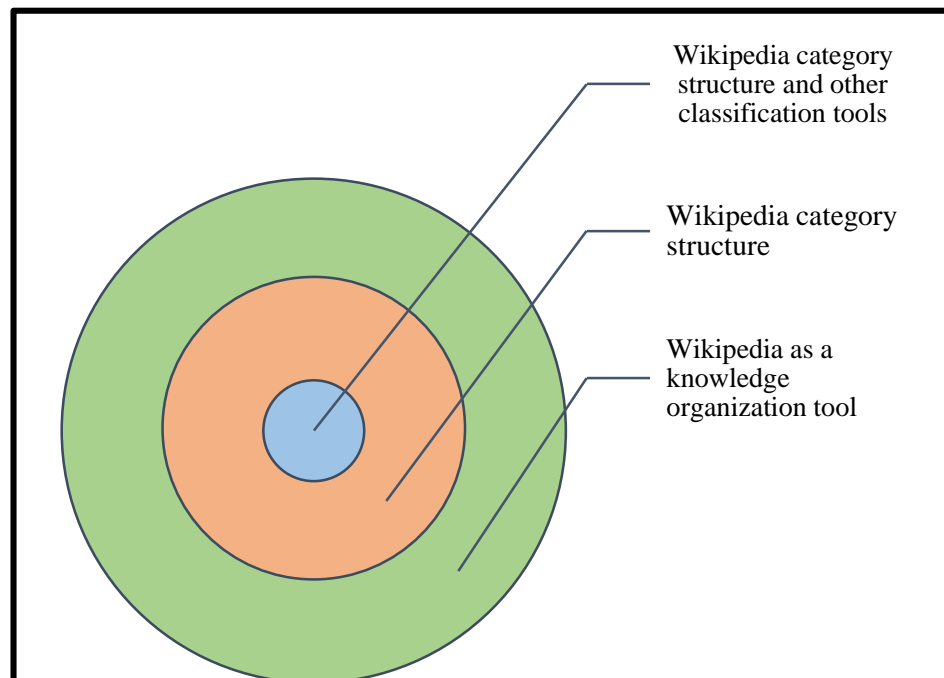 Wikipedia category
structure and other
classification tools
Wikipedia category
structure
Wikipedia as a
knowledge
organization tool